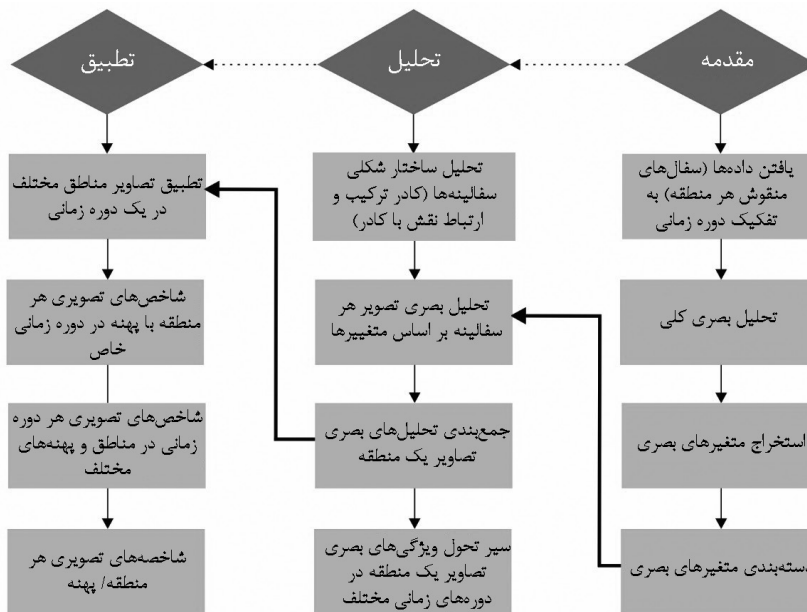 مقدمه
یافتن داده‌ها (سفال‌های
منقوش هر منطقه) به
تفکیک دوره زمانی
تحلیل بصری کلی
استخراج متغیرهای بصری
دسته‌بندی متغیرهای بصری
تحلیل
تحلیل ساختار شکلی
سفالینه‌ها (کادر ترکیب و
ارتباط نقش با کادر)
تحلیل بصری تصویر هر
سفالینه بر اساس متغییرها
جمع‌بندی تحلیل‌های بصری
تصاویر یک منطقه
سیر تحول ویژگی‌های بصری
تصاویر یک منطقه در
دوره‌های زمانی مختلف
تطبیق
تطبیق تصاویر مناطق مختلف
در یک دوره زمانی
شاخص‌های تصویری هر
منطقه با پهنه در دوره زمانی
خاص
شاخص‌های تصویری هر دوره
زمانی در مناطق و پهنه‌های
مختلف
شاخصه‌های تصویری هر
منطقه/ پهنه